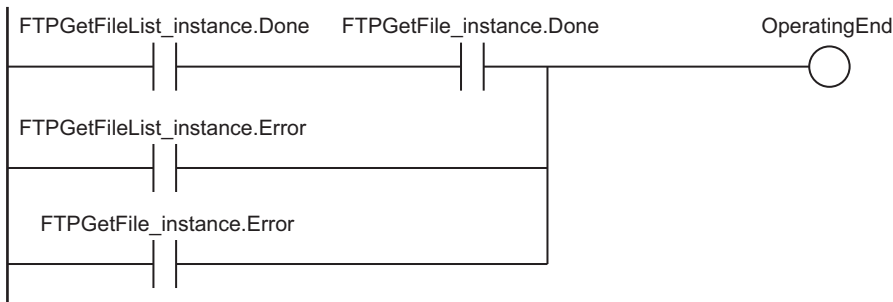 FTPGetFileList_instance.Done FTPGetFile_instance.Done OperatingEnd
FTPGetFileList_instance.Error
FTPGetFile_instance.Error